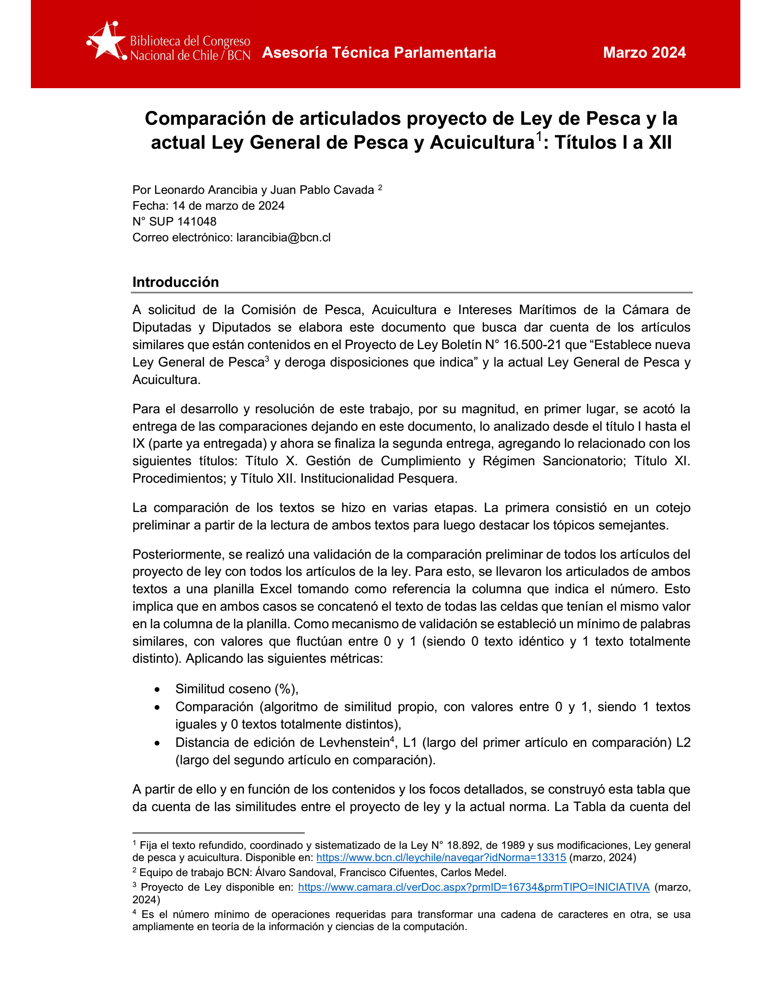 Biblioteca del Congreso
Nacional de Chile / BCN
Asesoría Técnica Parlamentaria
Marzo 2024
Comparación de articulados proyecto de Ley de Pesca y la
actual Ley General de Pesca y Acuicultura1: Títulos I a XII
Por Leonardo Arancibia y Juan Pablo Cavada 2
Fecha: 14 de marzo de 2024
N° SUP 141048
Correo electrónico: larancibia@bcn.cl
Introducción
A solicitud de la Comisión de Pesca, Acuicultura e Intereses Marítimos de la Cámara de
Diputadas y Diputados se elabora este documento que busca dar cuenta de los artículos
similares que están contenidos en el Proyecto de Ley Boletín N° 16.500-21 que “Establece nueva
Ley General de Pesca3 y deroga disposiciones que indica” y la actual Ley General de Pesca y
Acuicultura.
Para el desarrollo y resolución de este trabajo, por su magnitud, en primer lugar, se acotó la
entrega de las comparaciones dejando en este documento, lo analizado desde el título I hasta el
IX (parte ya entregada) y ahora se finaliza la segunda entrega, agregando lo relacionado con los
siguientes títulos: Título X. Gestión de Cumplimiento y Régimen Sancionatorio; Título XI.
Procedimientos; y Título XII. Institucionalidad Pesquera.
La comparación de los textos se hizo en varias etapas. La primera consistió en un cotejo
preliminar a partir de la lectura de ambos textos para luego destacar los tópicos semejantes.
Posteriormente, se realizó una validación de la comparación preliminar de todos los artículos del
proyecto de ley con todos los artículos de la ley. Para esto, se llevaron los articulados de ambos
textos a una planilla Excel tomando como referencia la columna que indica el número. Esto
implica que en ambos casos se concatenó el texto de todas las celdas que tenían el mismo valor
en la columna de la planilla. Como mecanismo de validación se estableció un mínimo de palabras
similares, con valores que fluctúan entre 0 y 1 (siendo 0 texto idéntico y 1 texto totalmente
distinto). Aplicando las siguientes métricas:
• Similitud coseno (%),
• Comparación (algoritmo de similitud propio, con valores entre 0 y 1, siendo 1 textos
iguales y 0 textos totalmente distintos),
• Distancia de edición de Levhenstein4, L1 (largo del primer artículo en comparación) L2
(largo del segundo artículo en comparación).
A partir de ello y en función de los contenidos y los focos detallados, se construyó esta tabla que
da cuenta de las similitudes entre el proyecto de ley y la actual norma. La Tabla da cuenta del
1 Fija el texto refundido, coordinado y sistematizado de la Ley N° 18.892, de 1989 y sus modificaciones, Ley general
de pesca y acuicultura. Disponible en: https://www.bcn.cl/leychile/navegar?idNorma=13315 (marzo, 2024)
2 Equipo de trabajo BCN: Álvaro Sandoval, Francisco Cifuentes, Carlos Medel.
3 Proyecto de Ley disponible en: https://www.camara.cl/verDoc.aspx?prmID=16734&prmTIPO=INICIATIVA (marzo,
2024)
4 Es el número mínimo de operaciones requeridas para transformar una cadena de caracteres en otra, se usa
ampliamente en teoría de la información y ciencias de la computación.